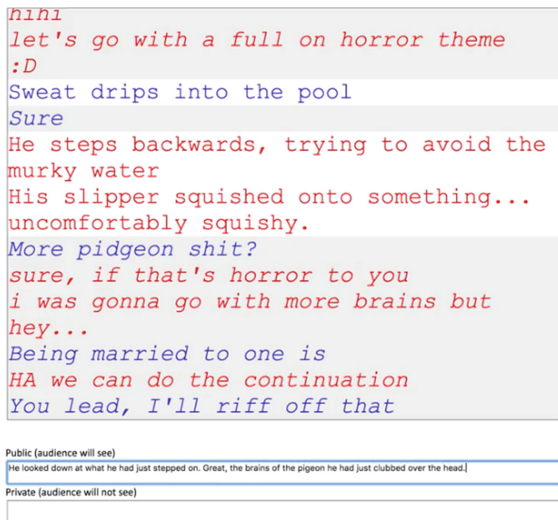 hihi
let's go with a full on horror theme
:D
Sweat drips into the pool
Sure
He steps backwards, trying to avoid the
murky water
His slipper squished onto something...
uncomfortably squishy.
More pidgeon shit?
sure, if that's horror to you
i was gonna go with more brains but
hey...
Being married to one is
HA we can do the continuation
You lead, I'll riff off that
Public (audience will see)
He looked down at what he had just stepped on. Great, the brains of the pigeon he had just clubbed over the head.
Private (audience will not see)